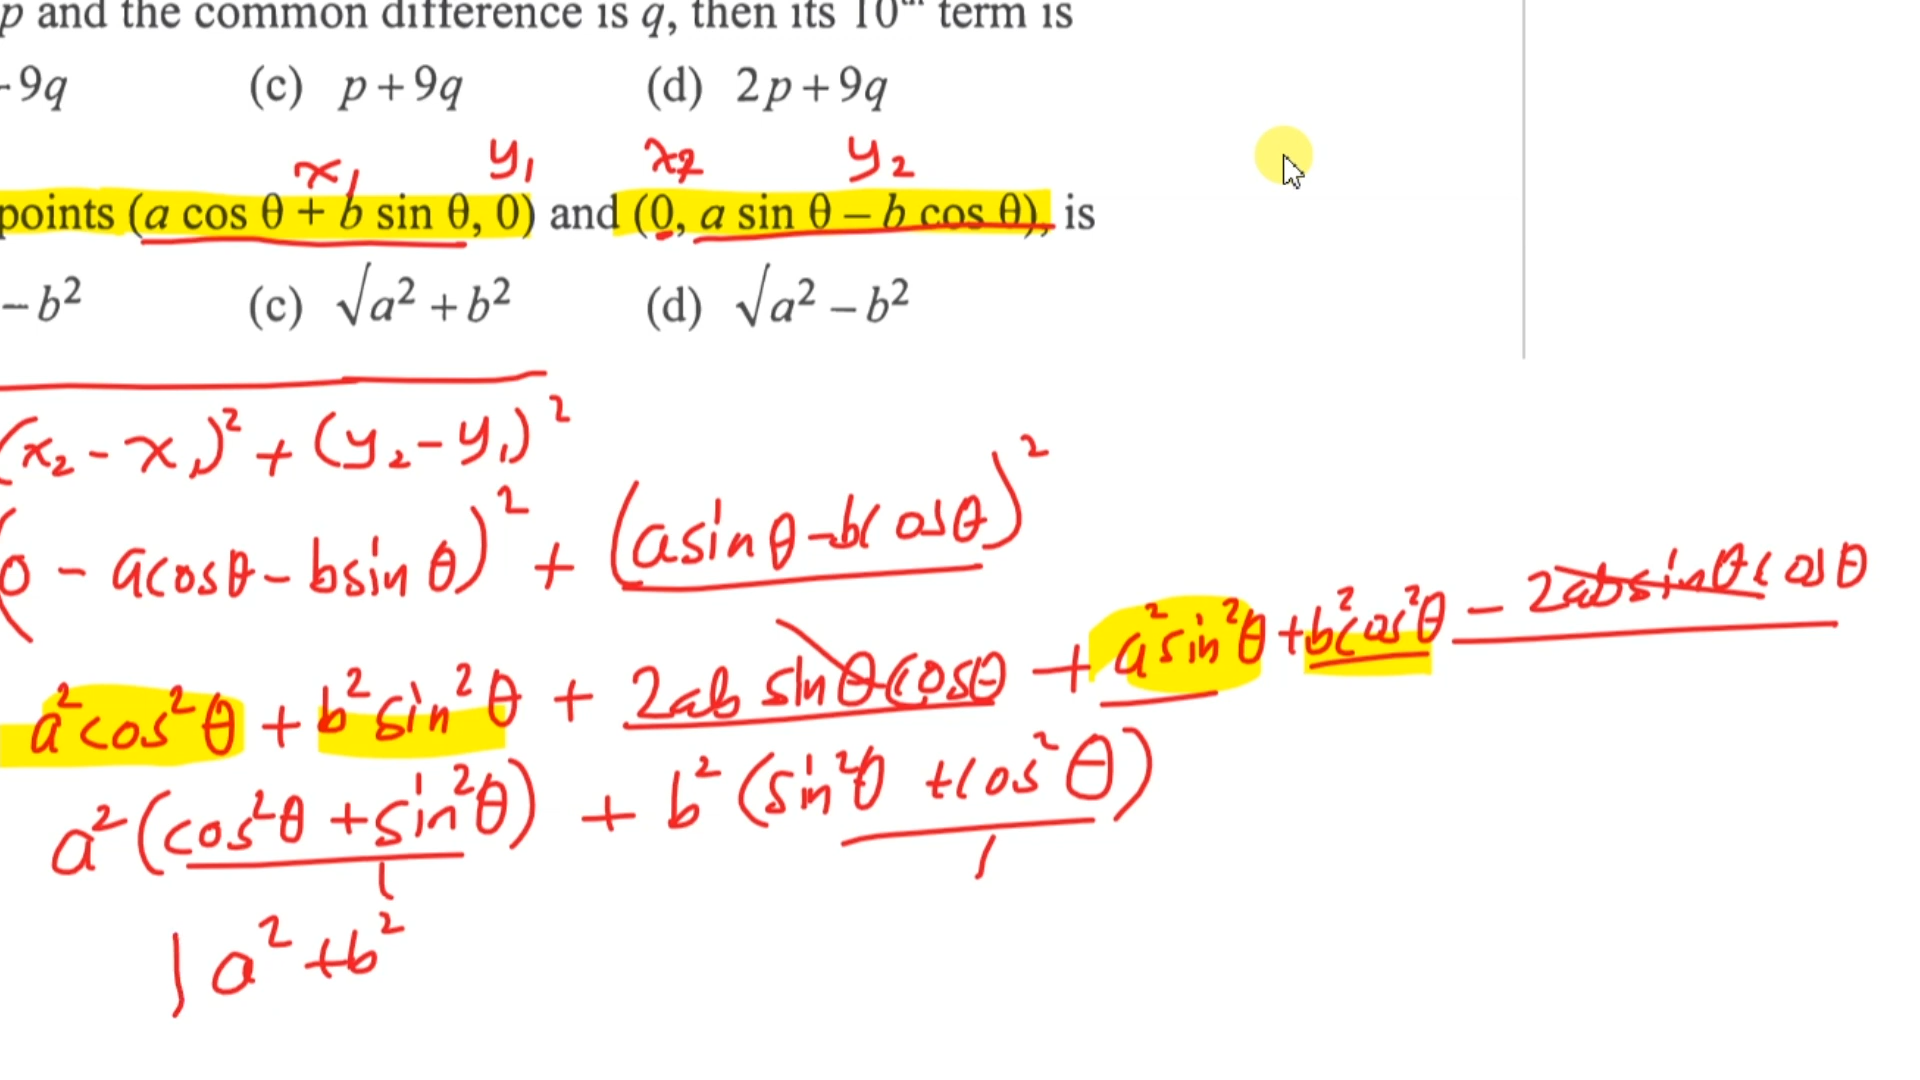 p and the common difference is q, then its 10th term is
-9q (c) p+9q (d) 2p+9q
x₁ y₁ x₂ y₂
points (a cos θ + b sin θ, 0) and (0, a sin θ – b cos θ), is
–b² (c) √a² +b² (d) √a² –b²
(x₂-x₁)²+(y₂-y₁)²
(0 - acosθ-bsin θ)² + (asinθ-bcosθ)²
a²cos²θ + b²sin²θ + 2ab sinθcosθ + a²sin²θ +b²cos²θ - 2absinθcosθ
a²(cos²θ +sin²θ) + b²(sin²θ +cos²θ)
1 1
a²+b²